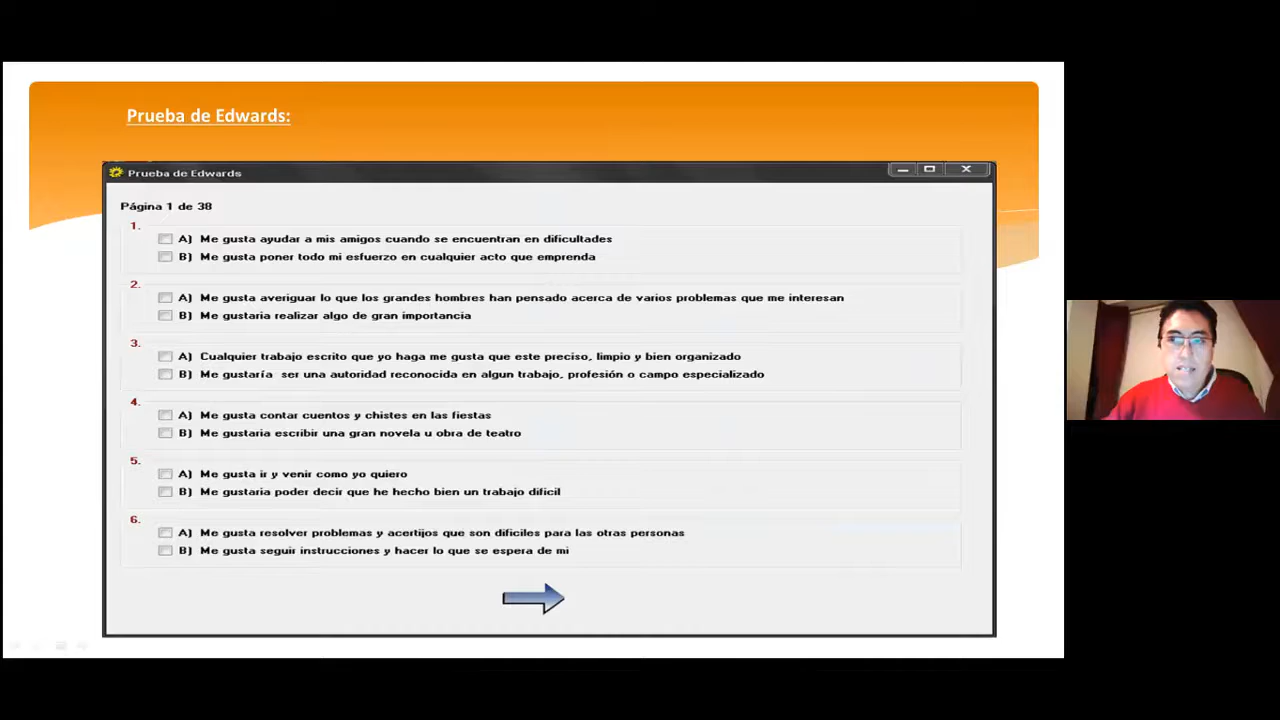 Prueba de Edwards:
Prueba de Edwards
Página 1 de 38
1.
A) Me gusta ayudar a mis amigos cuando se encuentran en dificultades
B) Me gusta poner todo mi esfuerzo en cualquier acto que emprenda
2.
A) Me gusta averiguar lo que los grandes hombres han pensado acerca de varios problemas que me interesan
B) Me gustaria realizar algo de gran importancia
3.
A) Cualquier trabajo escrito que yo haga me gusta que este preciso, limpio y bien organizado
B) Me gustaría ser una autoridad reconocida en algun trabajo, profesión o campo especializado
4.
A) Me gusta contar cuentos y chistes en las fiestas
B) Me gustaria escribir una gran novela u obra de teatro
5.
A) Me gusta ir y venir como yo quiero
B) Me gustaria poder decir que he hecho bien un trabajo dificil
6.
A) Me gusta resolver problemas y acertijos que son dificiles para las otras personas
B) Me gusta seguir instrucciones y hacer lo que se espera de mi